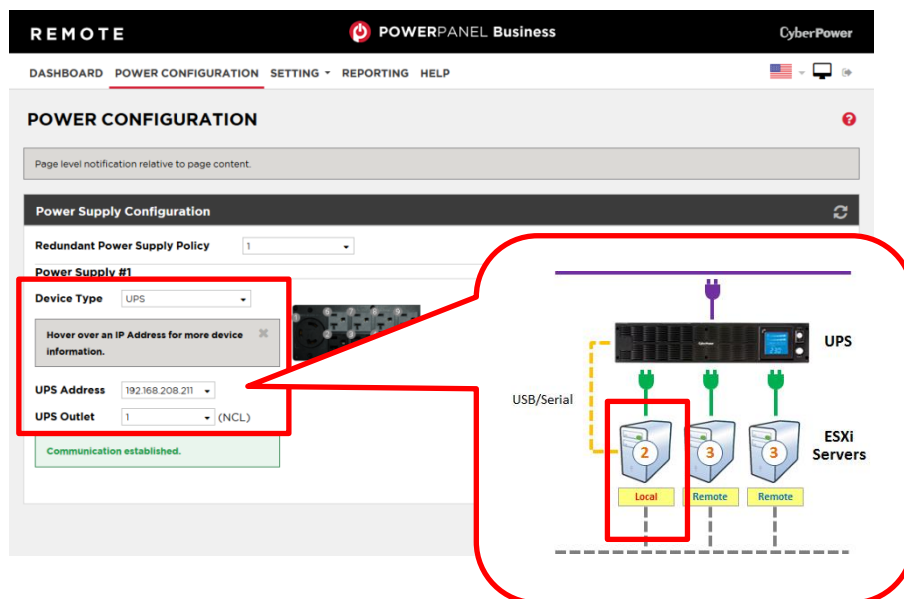 REMOTE
POWERPANEL Business
CyberPower
DASHBOARD POWER CONFIGURATION SETTING REPORTING HELP
POWER CONFIGURATION
Page level notification relative to page content.
Power Supply Configuration
Redundant Power Supply Policy 1
Power Supply #1
Device Type UPS
Hover over an IP Address for more device
information.
UPS Address 192.168.208.211
UPS Outlet 1 (NCL)
Communication established.
UPS
USB/Serial
2 3 3
ESXi
Servers
Local Remote Remote